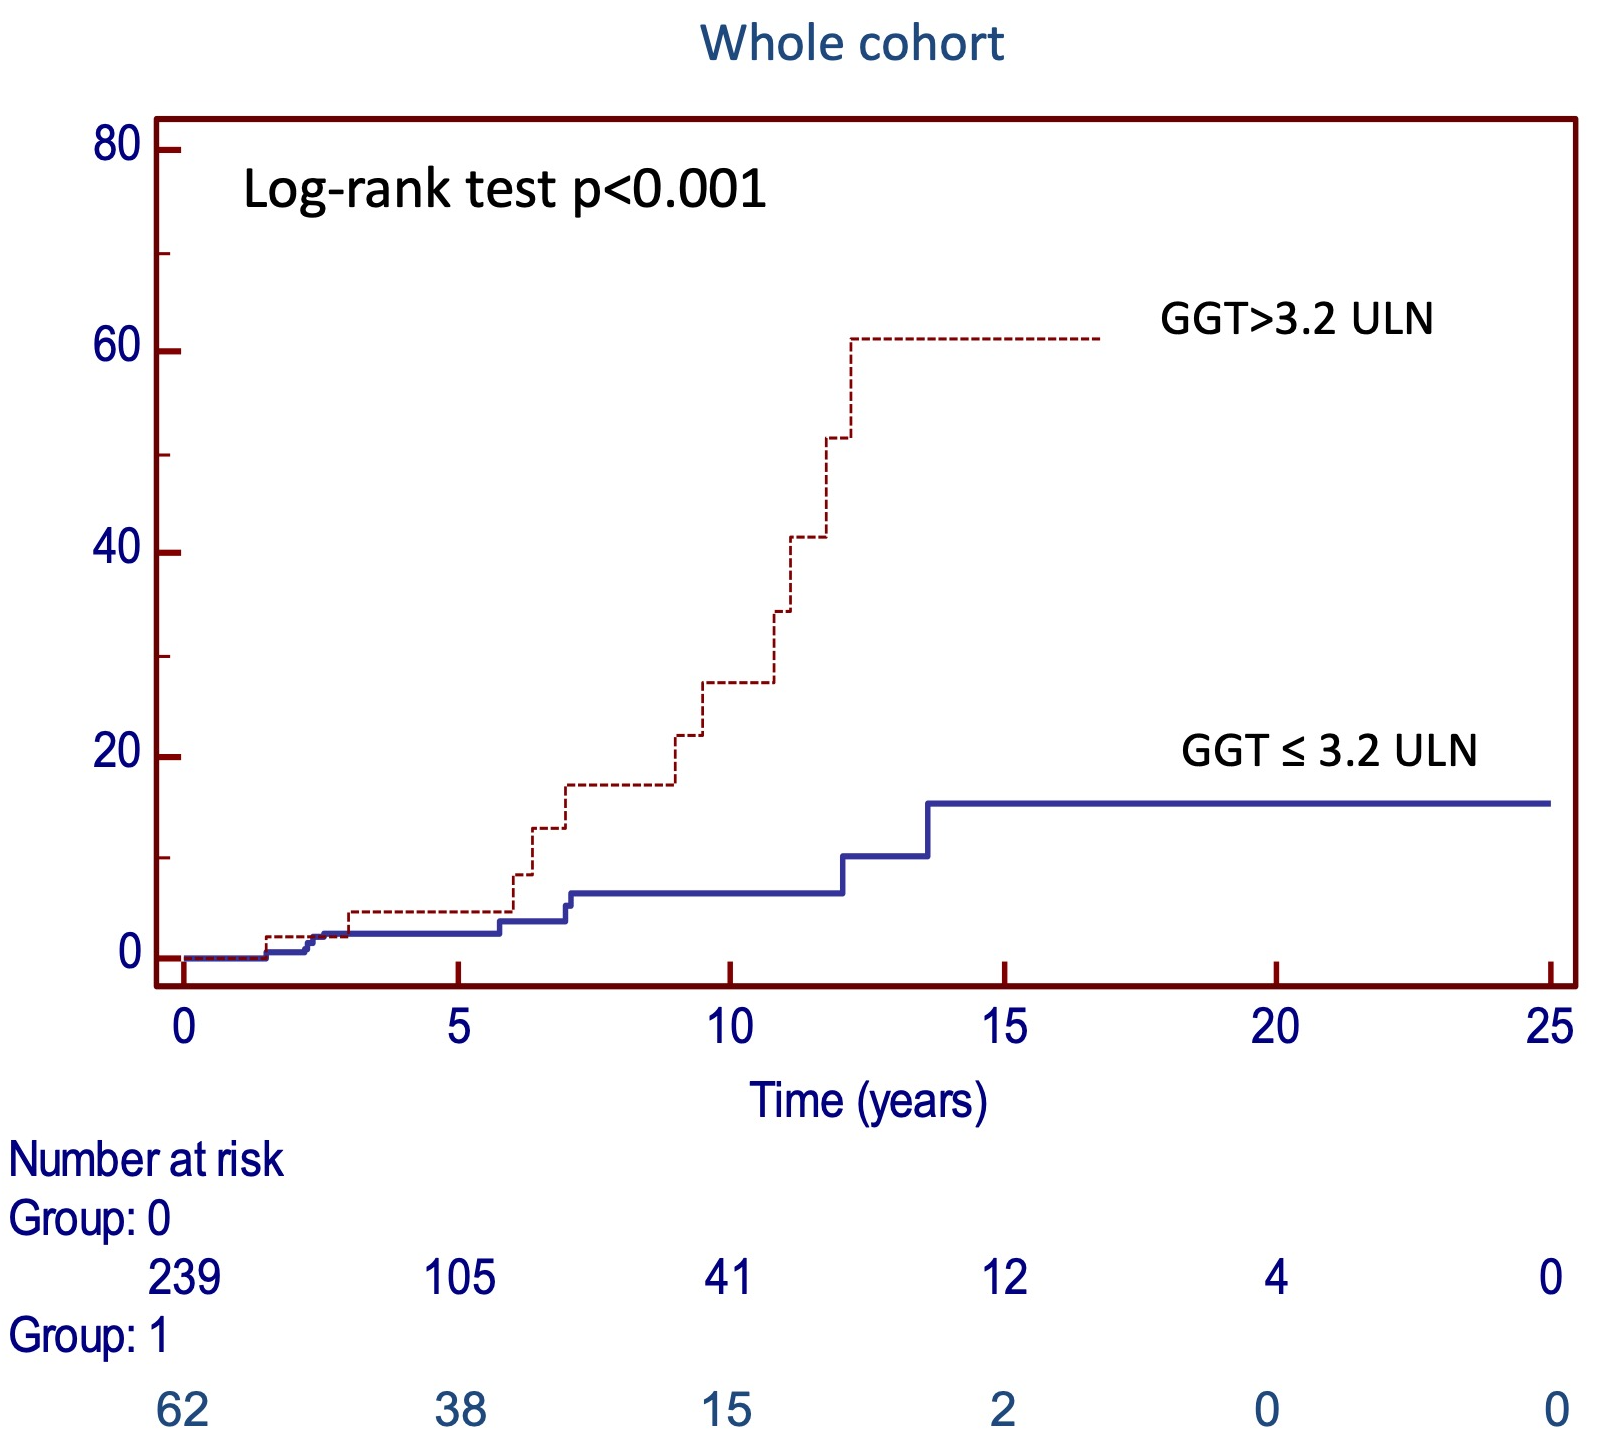 Whole cohort
80
Log-rank test p<0.001
GGT>3.2 ULN
60
40
20
GGT ≤ 3.2 ULN
0
0 5 10 15 20 25
Time (years)
Number at risk
Group: 0
239 105 41 12 4 0
Group: 1
62 38 15 2 0 0